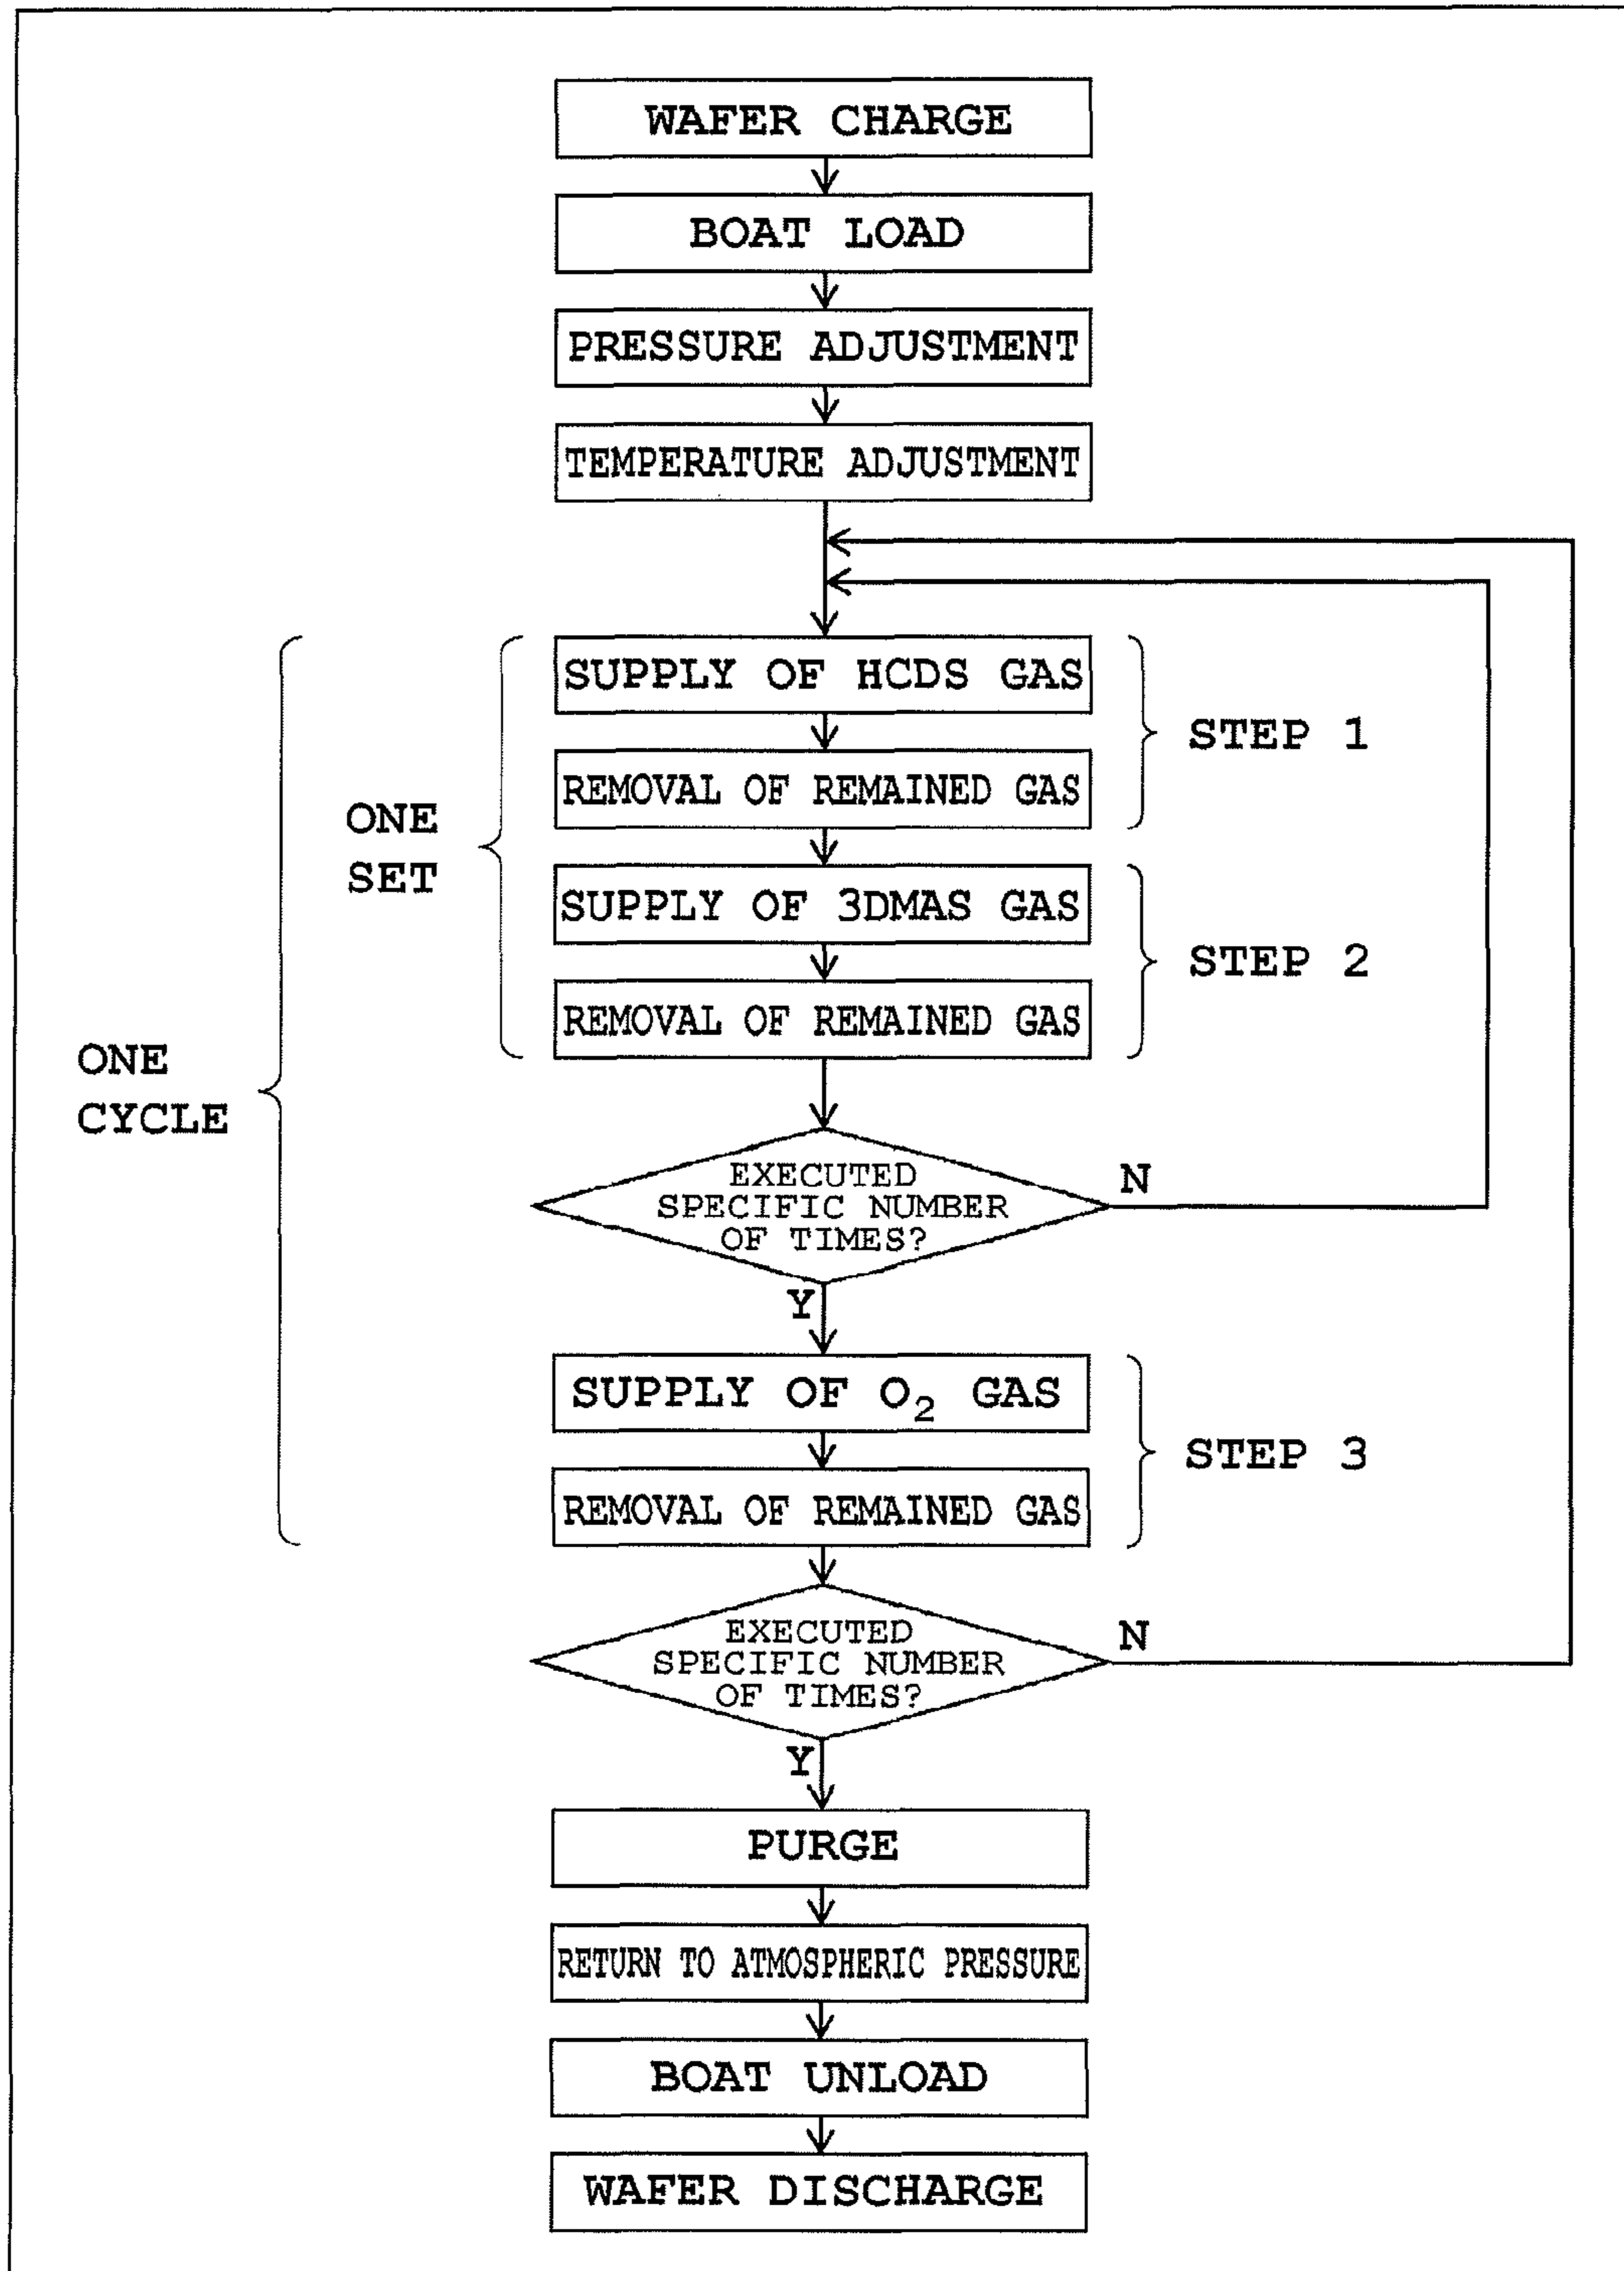 WAFER CHARGE
BOAT LOAD
PRESSURE ADJUSTMENT
TEMPERATURE ADJUSTMENT
SUPPLY OF HCDS GAS
STEP 1
REMOVAL OF REMAINED GAS
ONE
SET
SUPPLY OF 3DMAS GAS
STEP 2
REMOVAL OF REMAINED GAS
ONE
CYCLE
EXECUTED
SPECIFIC NUMBER
OF TIMES?
N
Y
SUPPLY OF O₂ GAS
STEP 3
REMOVAL OF REMAINED GAS
EXECUTED
SPECIFIC NUMBER
OF TIMES?
N
Y
PURGE
RETURN TO ATMOSPHERIC PRESSURE
BOAT UNLOAD
WAFER DISCHARGE